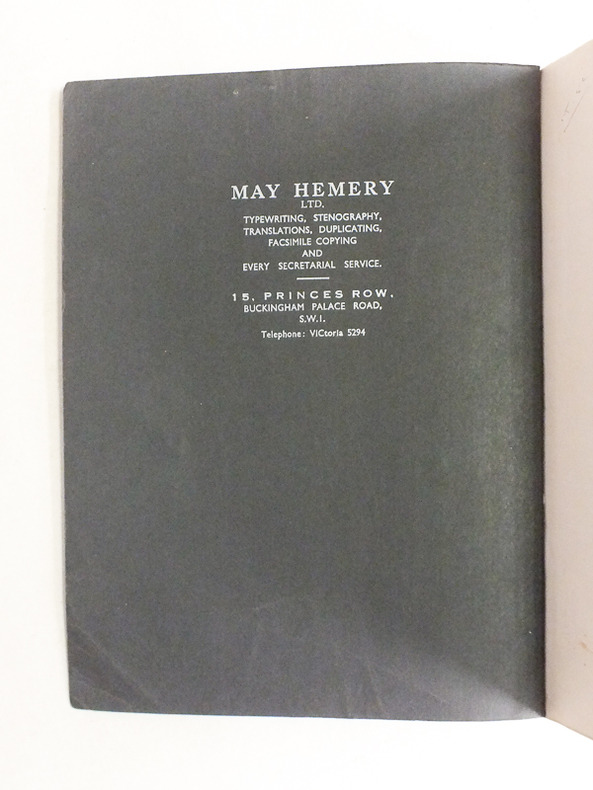 MAY HEMERY
LTD.
TYPEWRITING, STENOGRAPHY,
TRANSLATIONS, DUPLICATING,
FACSIMILE COPYING
AND
EVERY SECRETARIAL SERVICE.
15, PRINCES ROW,
BUCKINGHAM PALACE ROAD,
S.W.1.
Telephone: VICtoria 5294